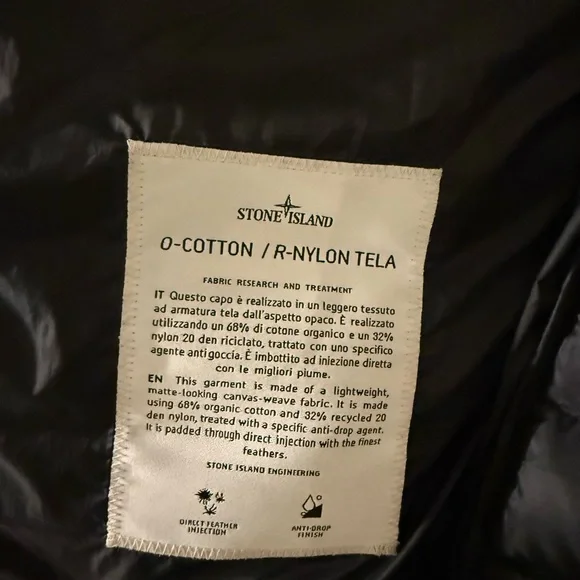 STONE ISLAND
O-COTTON / R-NYLON TELA
FABRIC RESEARCH AND TREATMENT
IT Questo capo è realizzato in un leggero tessuto
ad armatura tela dall'aspetto opaco. È realizzato
utilizzando un 68% di cotone organico e un 32%
nylon 20 den riciclato, trattato con uno specifico
agente antigoccia. È imbottito ad iniezione diretta
con le migliori piume.
EN This garment is made of a lightweight,
matte-looking canvas-weave fabric. It is made
using 68% organic cotton and 32% recycled 20
den nylon, treated with a specific anti-drop agent.
It is padded through direct injection with the finest
feathers.
STONE ISLAND ENGINEERING
DIRECT FEATHER
INJECTION
ANTI-DROP
FINISH